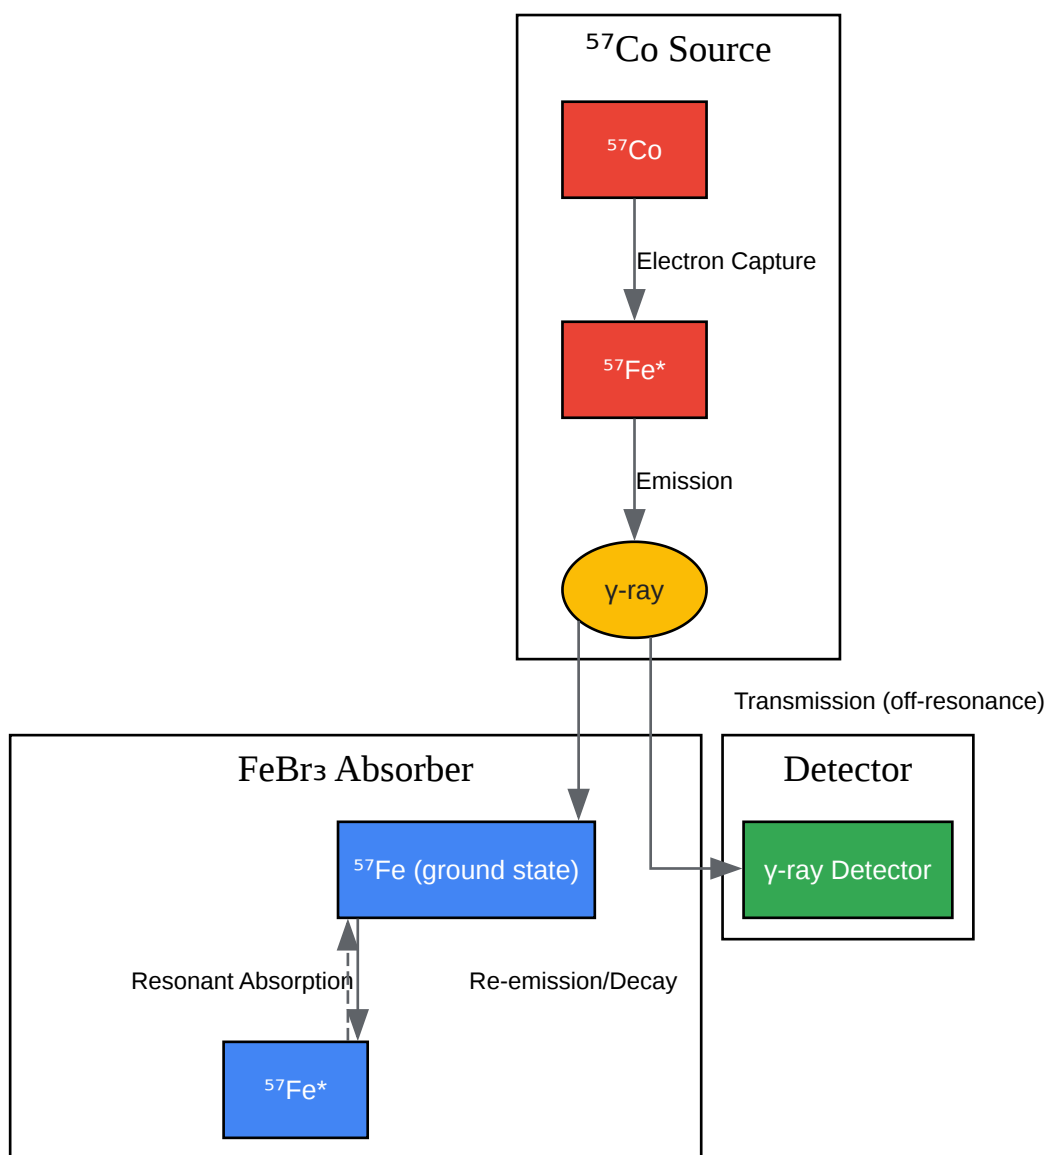 ⁵⁷Co Source
⁵⁷Co
Electron Capture
⁵⁷Fe*
Emission
γ-ray
Transmission (off-resonance)
FeBr₃ Absorber
Detector
⁵⁷Fe (ground state)
γ-ray Detector
Resonant Absorption
Re-emission/Decay
⁵⁷Fe*